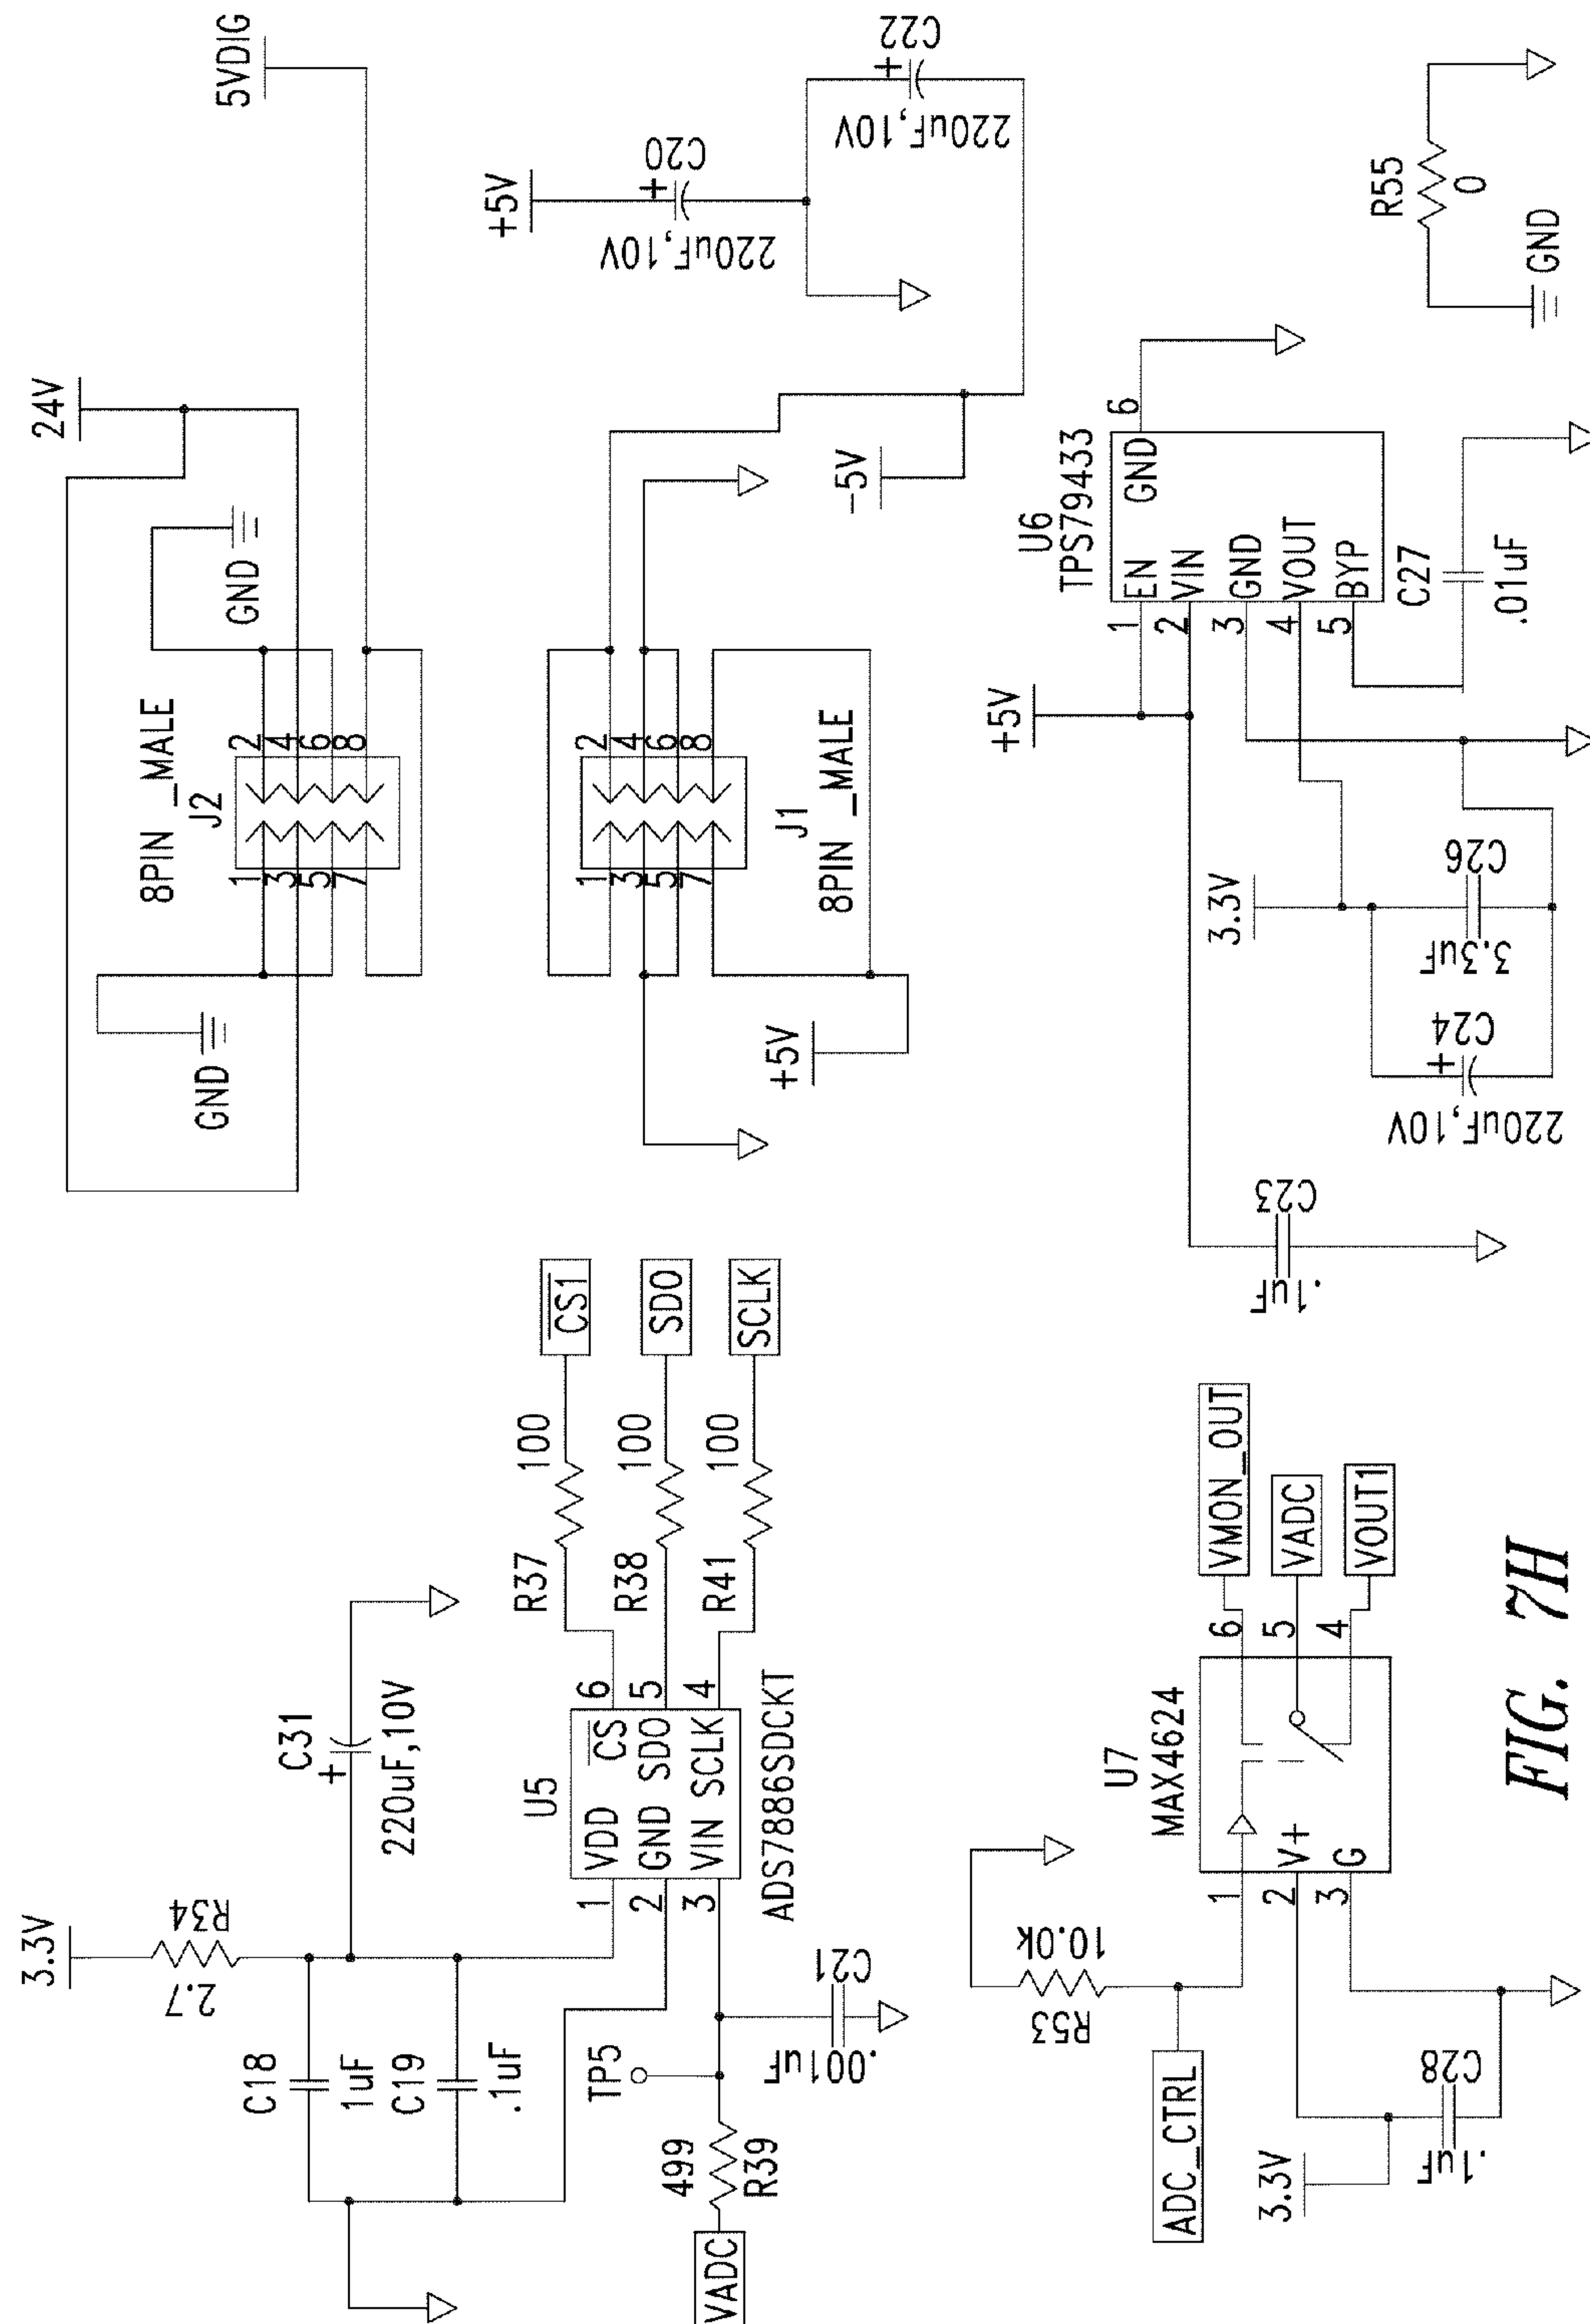 3.3V
R34
2.7
C18
1uF
C19
.1uF
C31
+
220uF,10V
U5
1 VDD
2 GND
3 VIN
CS 6
SDO 5
SCLK 4
ADS7886SDCKT
R37 100 CS1
R38 100 SDO
R41 100 SCLK
TP5
VADC
499
R39
C21
.001uF
24V
5VDIG
GND
GND
8PIN _MALE
J2
1 2
3 4
5 6
7 8
1 2
3 4
5 6
7 8
J1
8PIN _MALE
+5V
-5V
+5V
+
C20
220uF,10V
+
C22
220uF,10V
ADC_CTRL
R53
10.0k
U7
MAX4624
1
2 V+
3 G
6 VMON_OUT
5 VADC
4 VOUT1
3.3V
C28
.1uF
+5V
U6
TPS79433
1 EN
2 VIN
3 GND
4 VOUT
5 BYP
GND 6
C23
.1uF
3.3V
+
C24
220uF,10V
C26
3.3uF
C27
.01uF
R55
0
GND
FIG. 7H